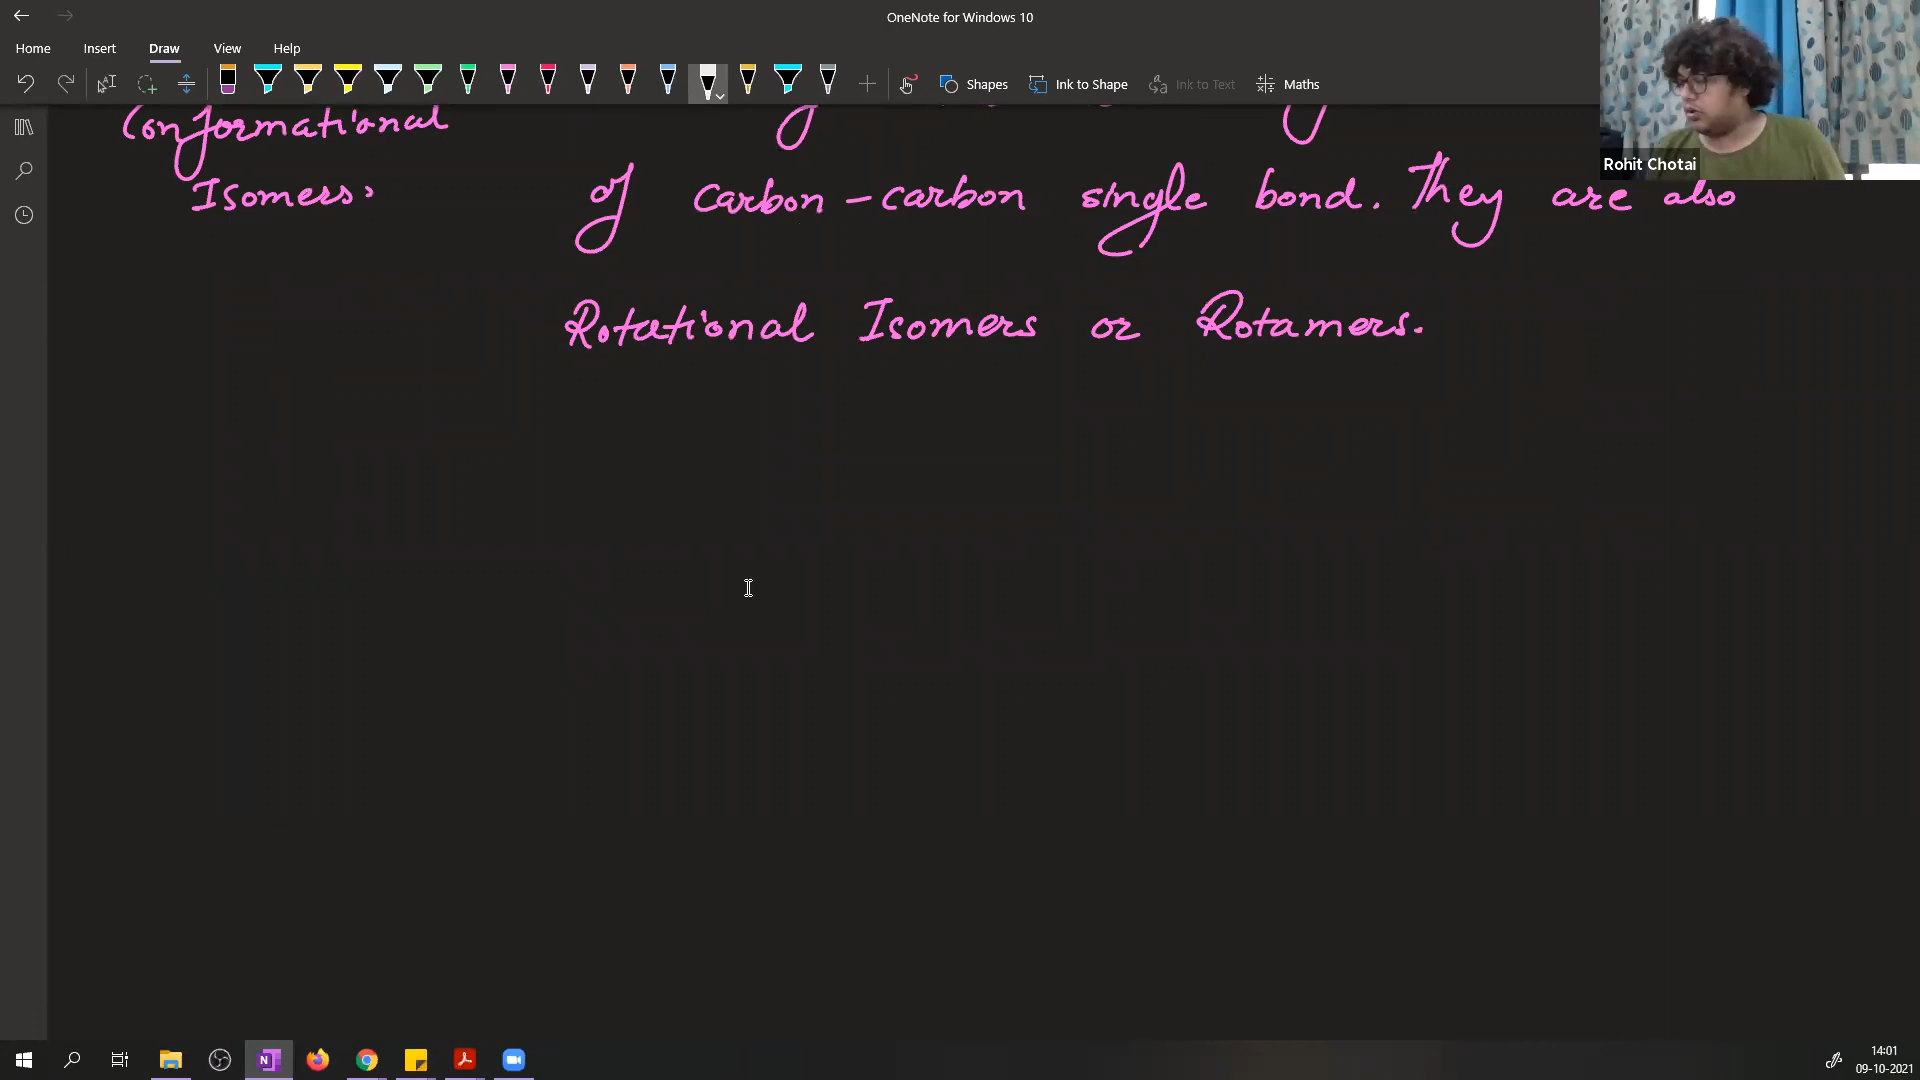 OneNote for Windows 10
Home Insert Draw View Help
Shapes Ink to Shape Ink to Text Maths
Rohit Chotai
Conformational
Isomers: of carbon-carbon single bond. They are also
Rotational Isomers or Rotamers.
14:01
09-10-2021